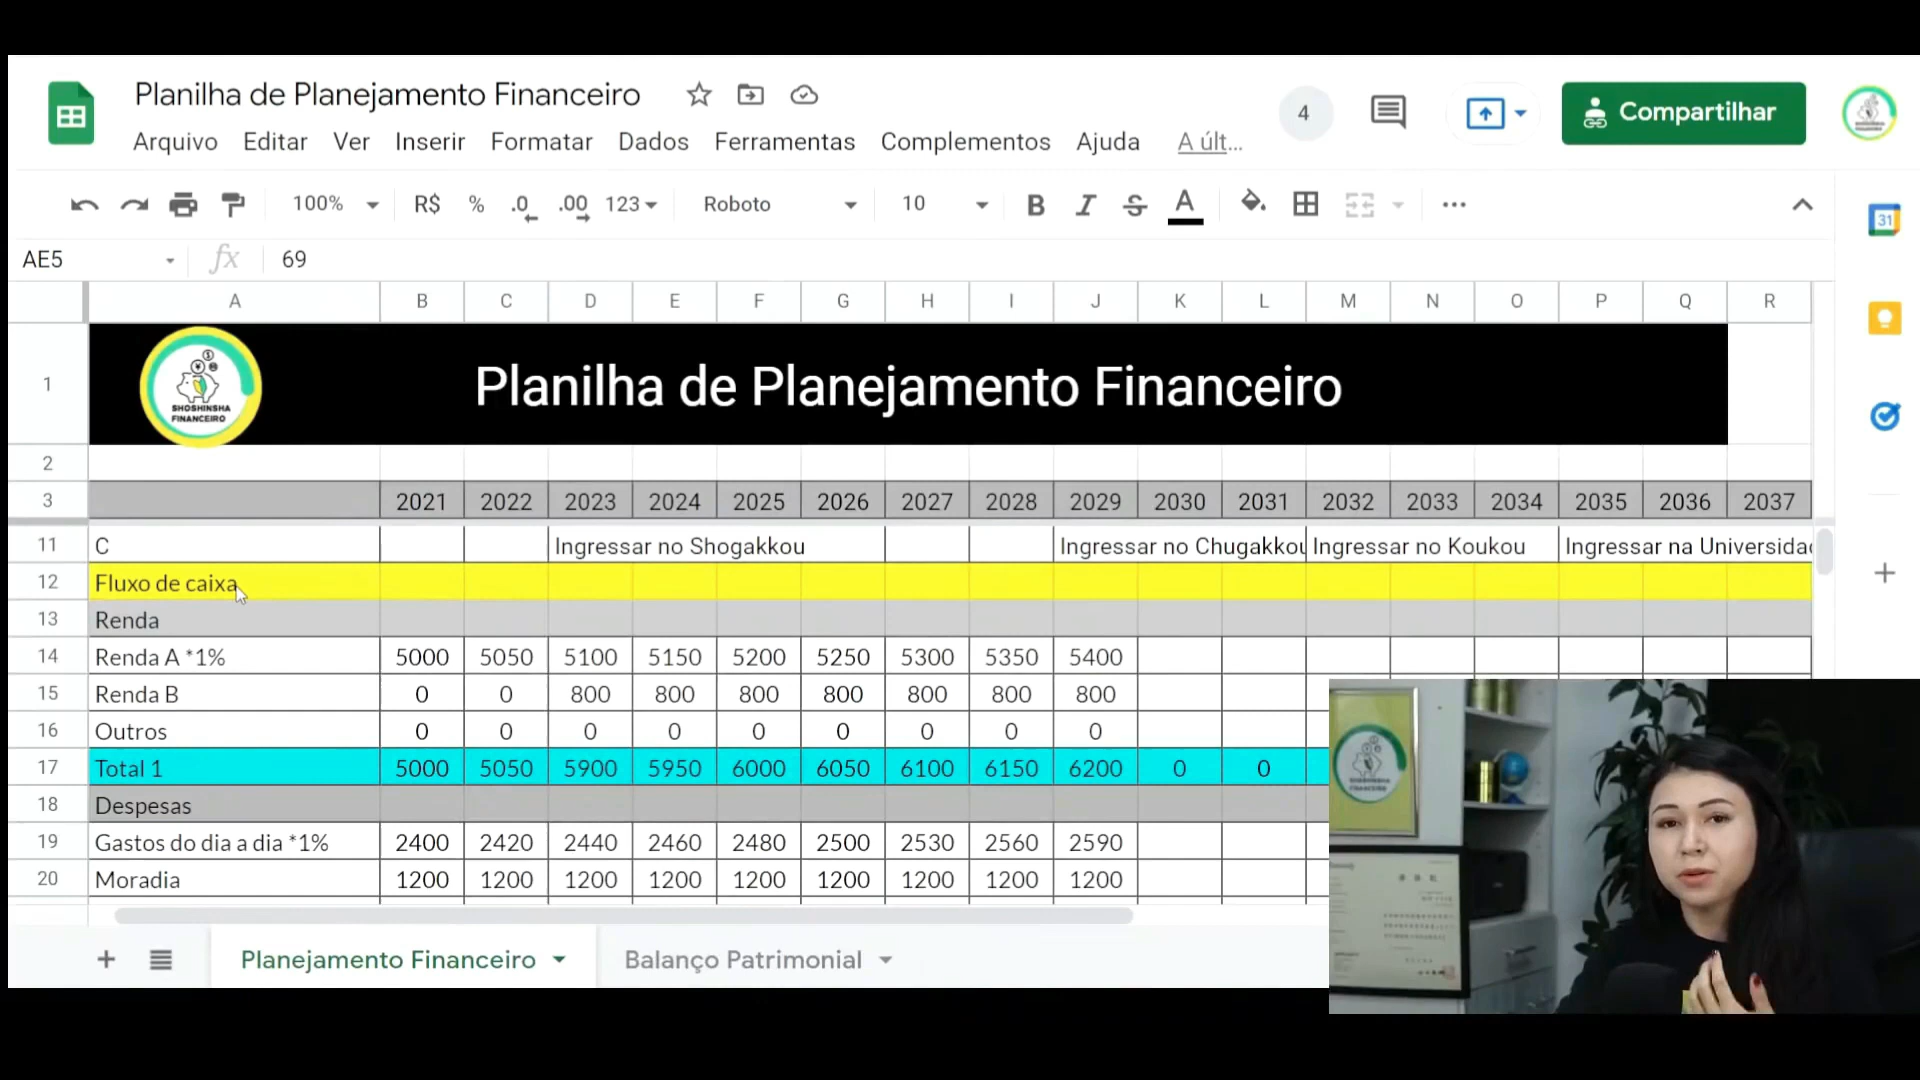 Planilha de Planejamento Financeiro
4
Compartilhar
Arquivo Editar Ver Inserir Formatar Dados Ferramentas Complementos Ajuda A últ...
100% R$ % .0 .00 123 Roboto 10 B I S A
31
AE5 fx 69
A B C D E F G H I J K L M N O P Q R
1 SHOSHINSHA FINANCEIRO Planilha de Planejamento Financeiro
2
3 2021 2022 2023 2024 2025 2026 2027 2028 2029 2030 2031 2032 2033 2034 2035 2036 2037
11 C Ingressar no Shogakkou Ingressar no Chugakkou Ingressar no Koukou Ingressar na Universidad
12 Fluxo de caixa
13 Renda
14 Renda A *1% 5000 5050 5100 5150 5200 5250 5300 5350 5400
15 Renda B 0 0 800 800 800 800 800 800 800
16 Outros 0 0 0 0 0 0 0 0 0
17 Total 1 5000 5050 5900 5950 6000 6050 6100 6150 6200 0 0
18 Despesas
19 Gastos do dia a dia *1% 2400 2420 2440 2460 2480 2500 2530 2560 2590
20 Moradia 1200 1200 1200 1200 1200 1200 1200 1200 1200
Planejamento Financeiro Balanço Patrimonial
SHOSHINSHA
FINANCEIRO